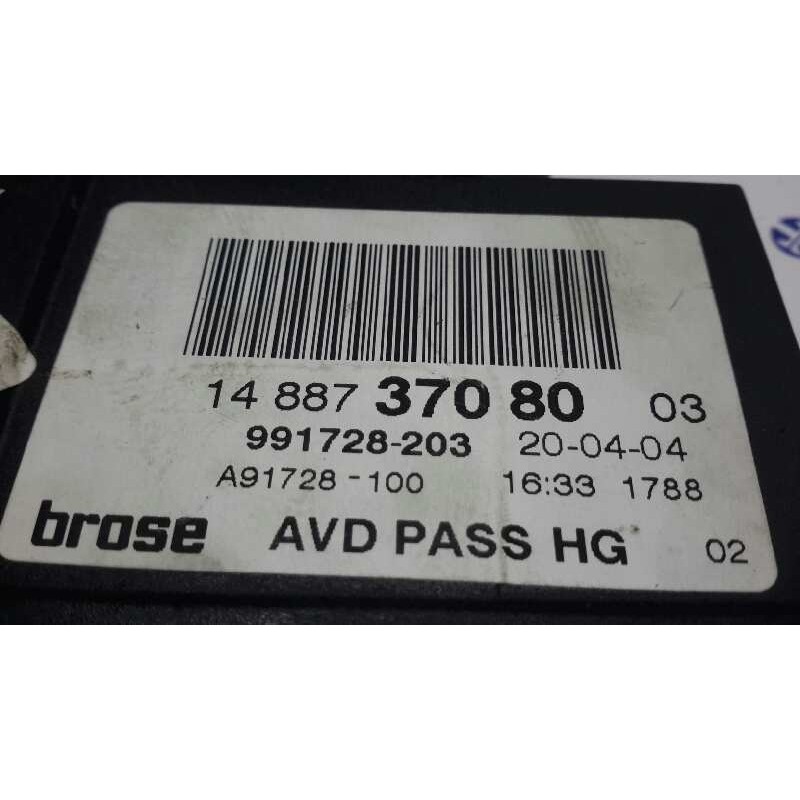 14 887 370 80 03
991728-203 20-04-04
A91728-100 16:33 1788
brose AVD PASS HG 02